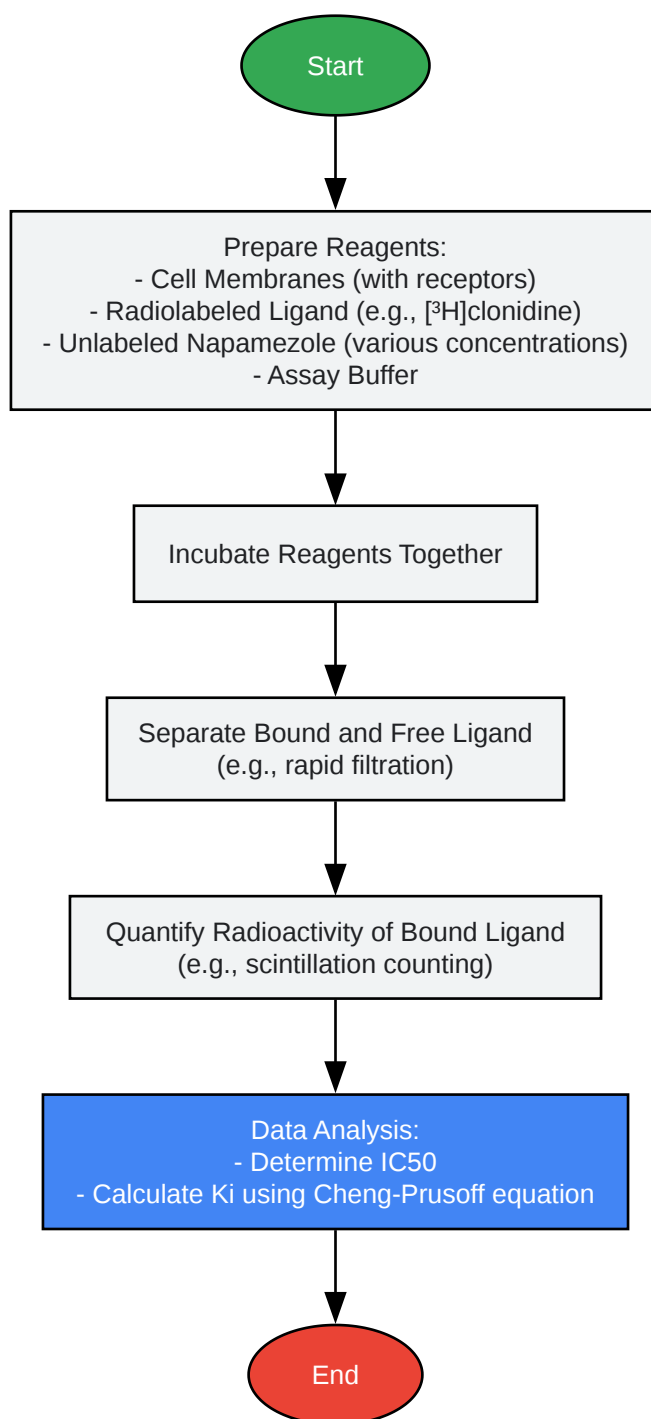 Start
Prepare Reagents:
- Cell Membranes (with receptors)
- Radiolabeled Ligand (e.g., [³H]clonidine)
- Unlabeled Napamezole (various concentrations)
- Assay Buffer
Incubate Reagents Together
Separate Bound and Free Ligand
(e.g., rapid filtration)
Quantify Radioactivity of Bound Ligand
(e.g., scintillation counting)
Data Analysis:
- Determine IC50
- Calculate Ki using Cheng-Prusoff equation
End